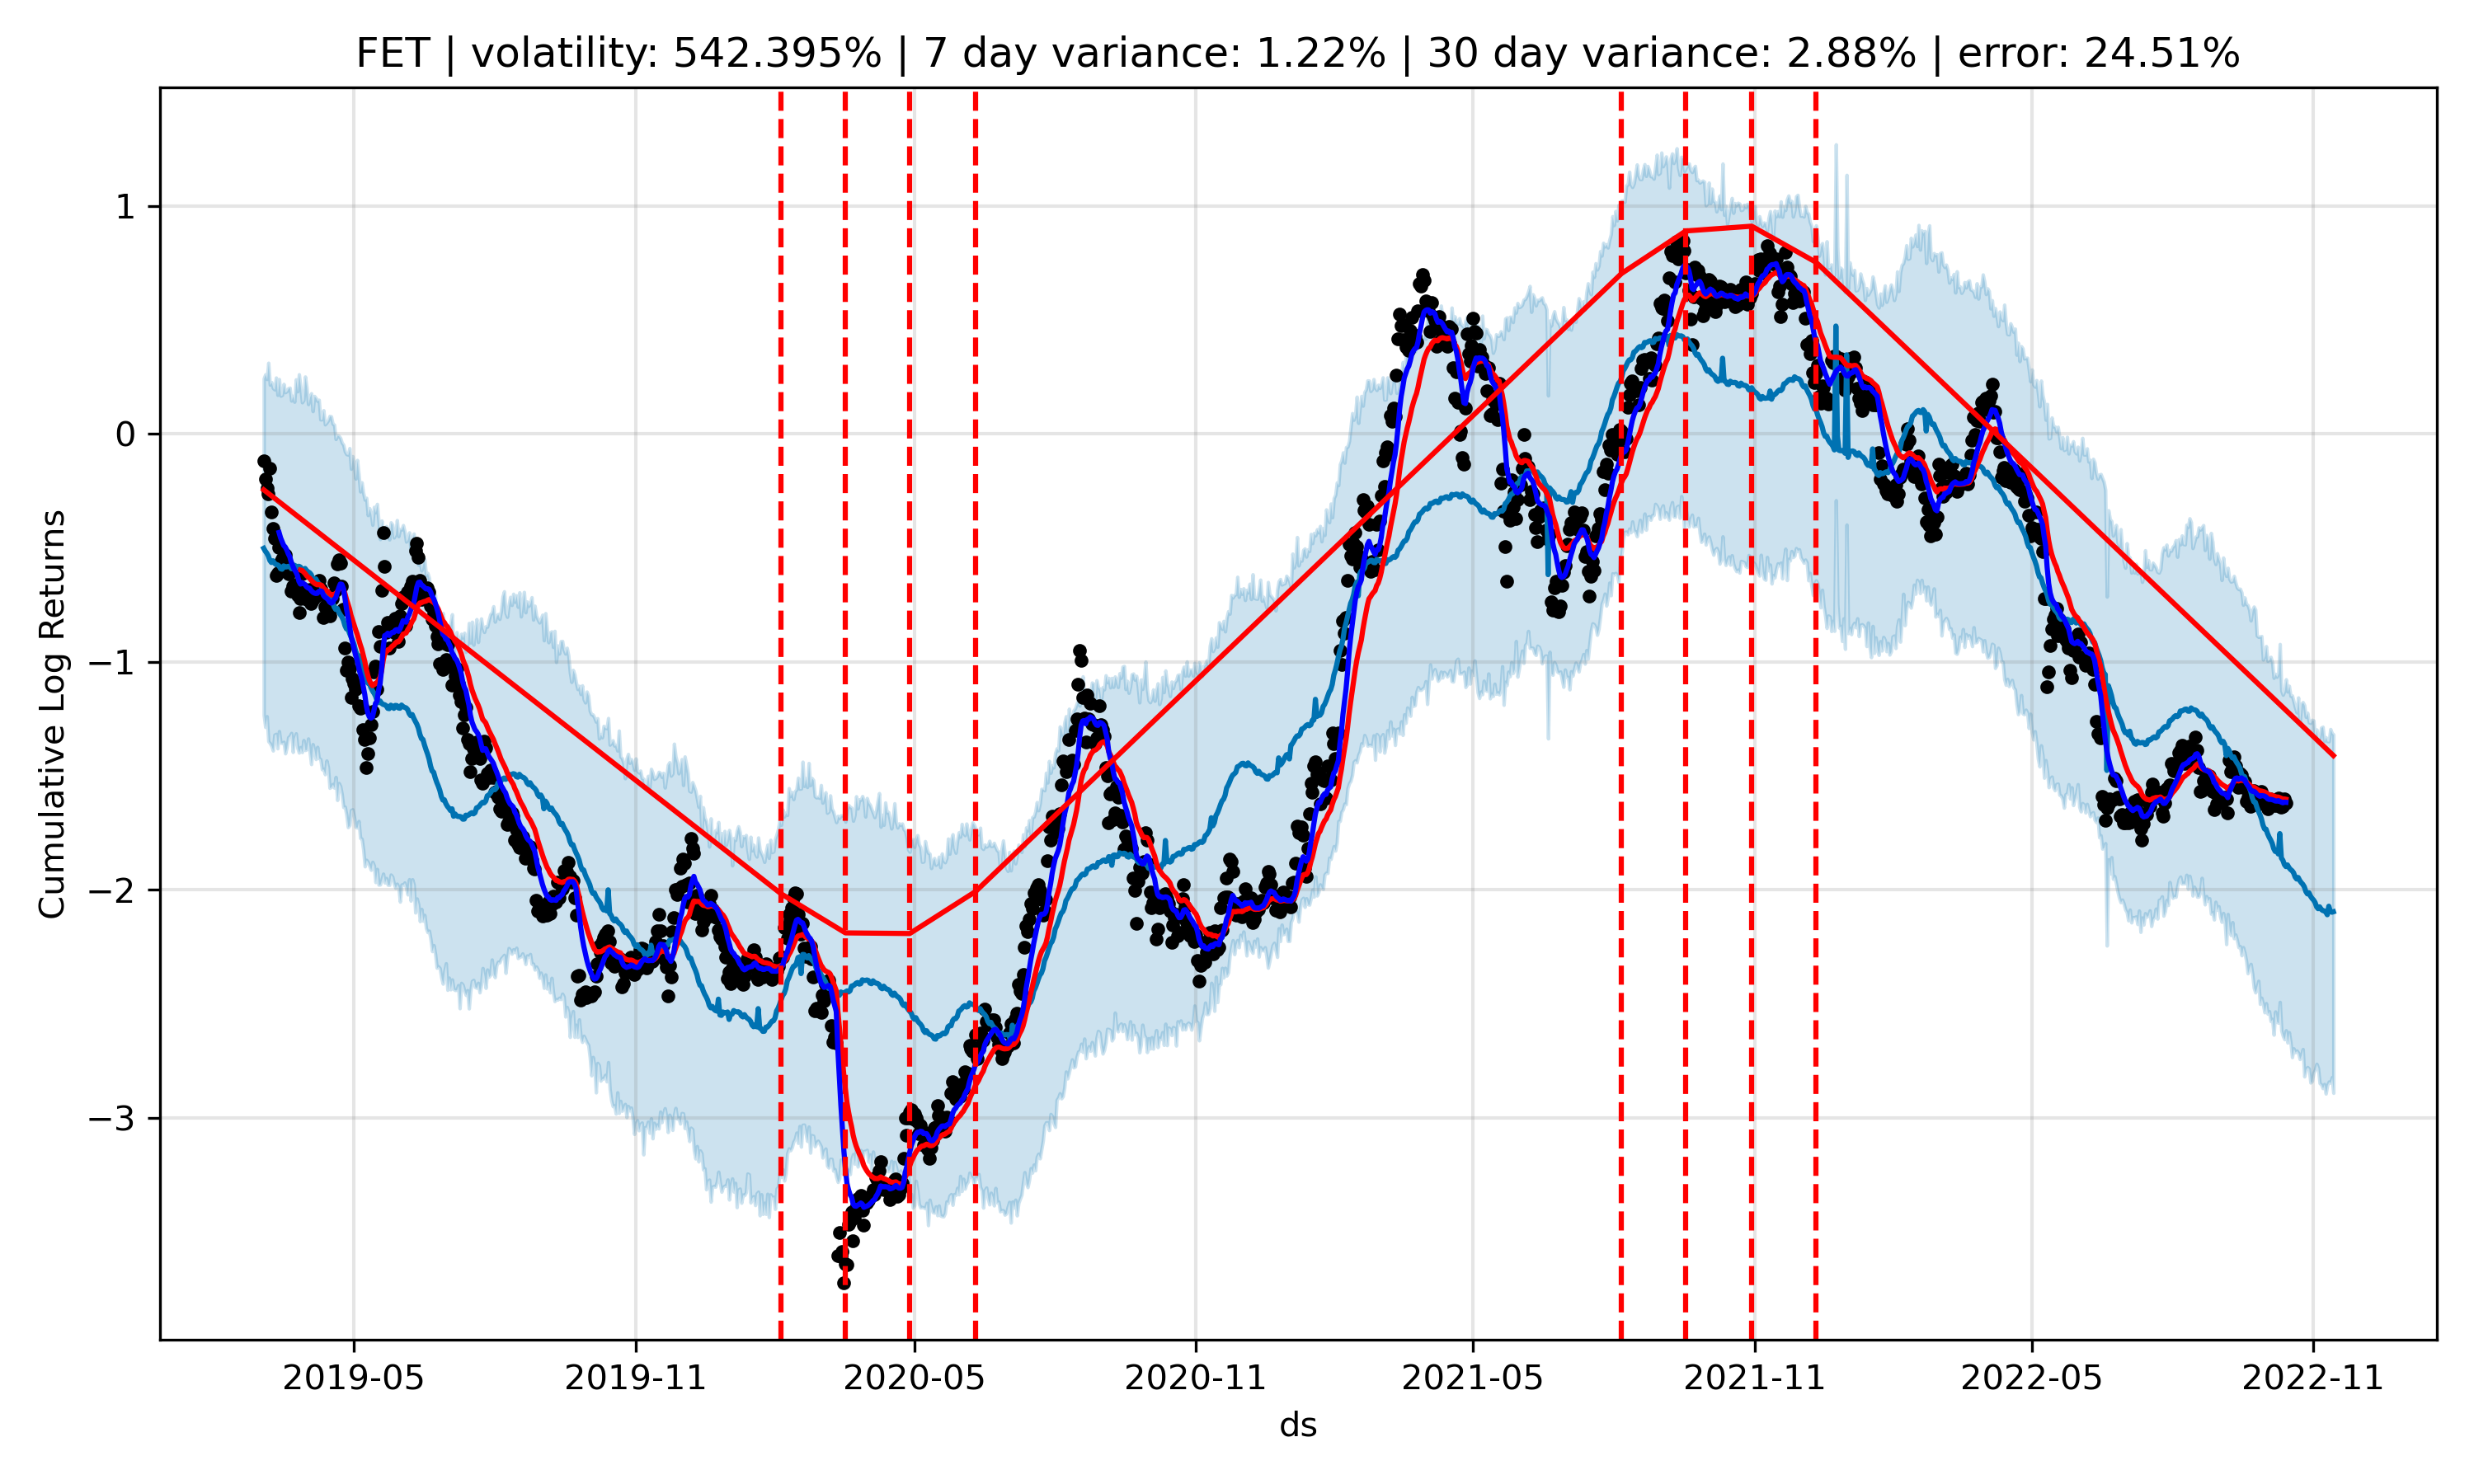 FET | volatility: 542.395% | 7 day variance: 1.22% | 30 day variance: 2.88% | error: 24.51%
Cumulative Log Returns
1
0
−1
−2
−3
2019-05 2019-11 2020-05 2020-11 2021-05 2021-11 2022-05 2022-11
ds